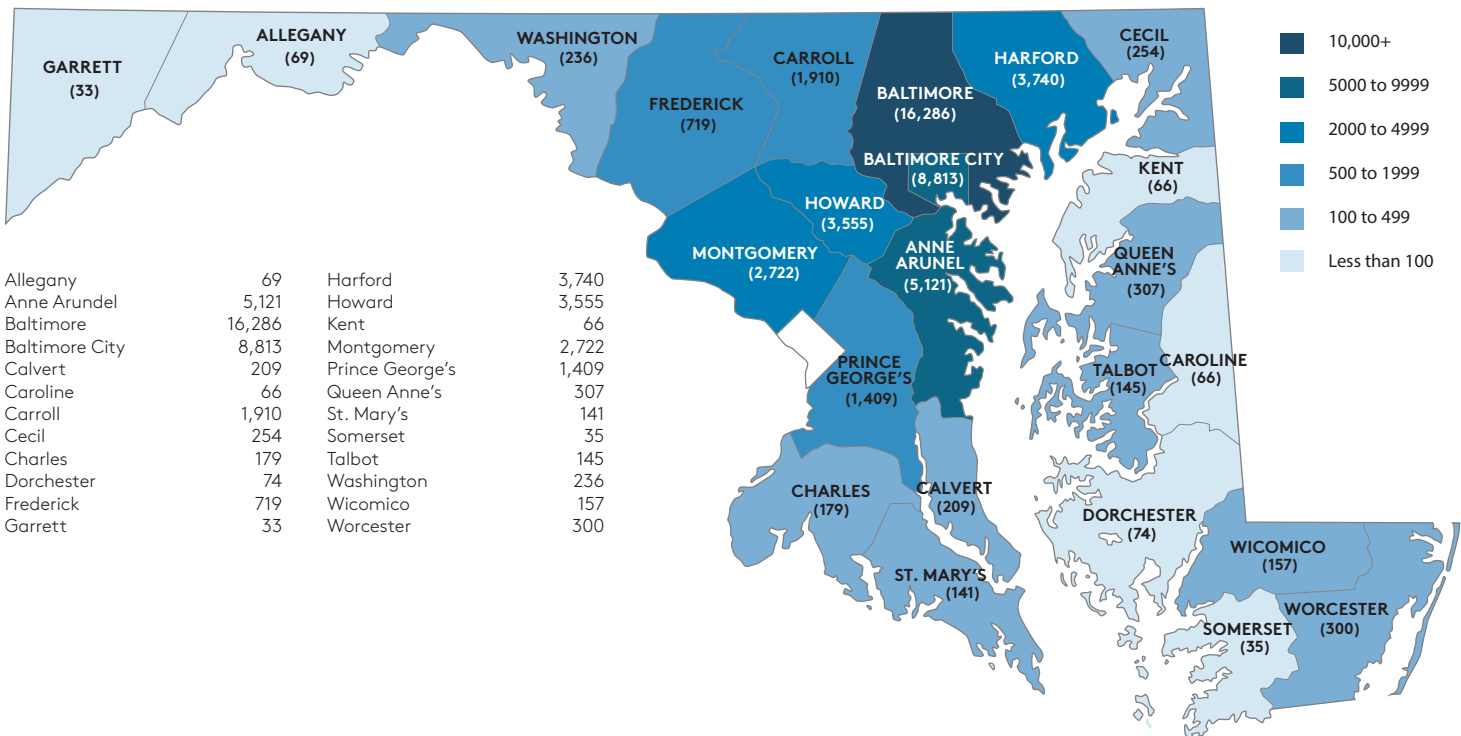 GARRETT
(33)
ALLEGANY
(69)
WASHINGTON
(236)
FREDERICK
(719)
CARROLL
(1,910)
BALTIMORE
(16,286)
BALTIMORE CITY
(8,813)
HARFORD
(3,740)
CECIL
(254)
KENT
(66)
HOWARD
(3,555)
MONTGOMERY
(2,722)
ANNE
ARUNEL
(5,121)
QUEEN
ANNE'S
(307)
PRINCE
GEORGE'S
(1,409)
TALBOT
(145)
CAROLINE
(66)
CHARLES
(179)
CALVERT
(209)
DORCHESTER
(74)
ST. MARY'S
(141)
WICOMICO
(157)
SOMERSET
(35)
WORCESTER
(300)
10,000+
5000 to 9999
2000 to 4999
500 to 1999
100 to 499
Less than 100
Allegany 69 Harford 3,740
Anne Arundel 5,121 Howard 3,555
Baltimore 16,286 Kent 66
Baltimore City 8,813 Montgomery 2,722
Calvert 209 Prince George's 1,409
Caroline 66 Queen Anne's 307
Carroll 1,910 St. Mary's 141
Cecil 254 Somerset 35
Charles 179 Talbot 145
Dorchester 74 Washington 236
Frederick 719 Wicomico 157
Garrett 33 Worcester 300